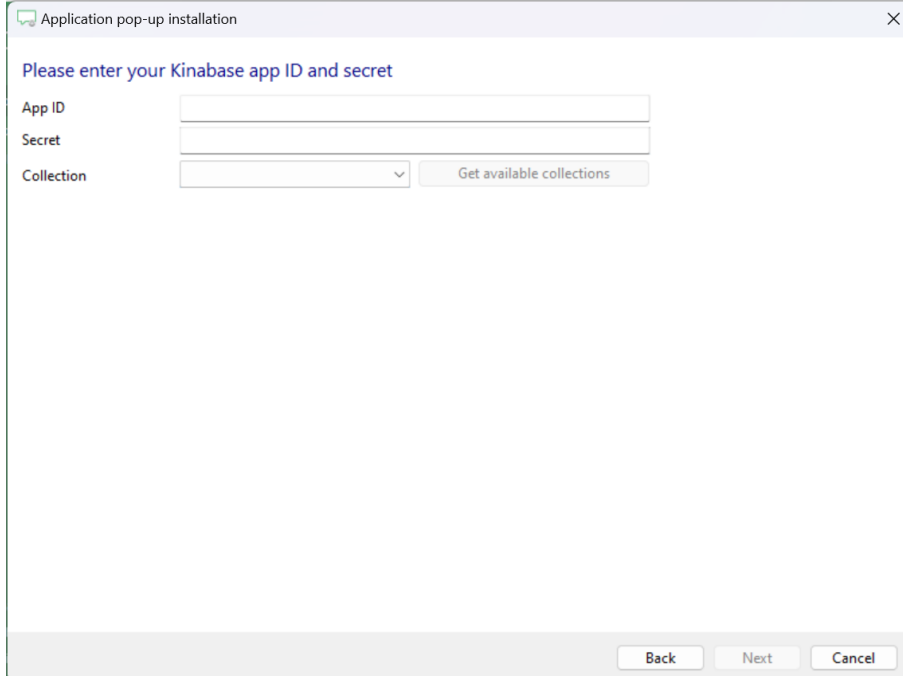 Application pop-up installation
Please enter your Kinabase app ID and secret
App ID
Secret
Collection
Get available collections
Back
Next
Cancel